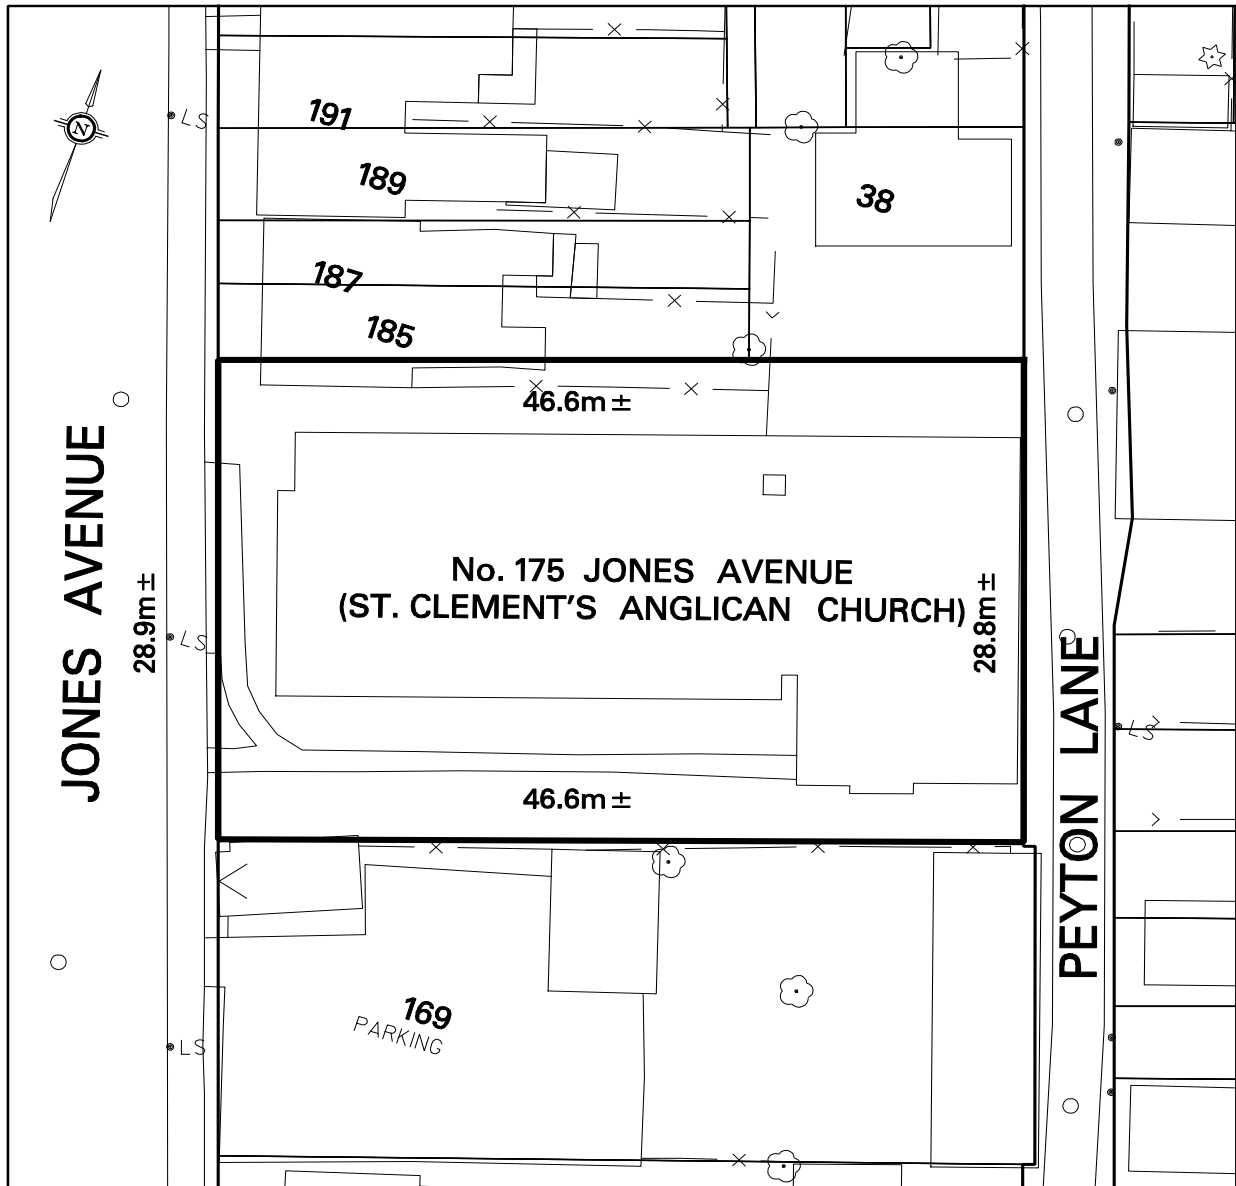 191
LS
N
189
38
187
185
46.6m ±
JONES AVENUE
No. 175 JONES AVENUE
(ST. CLEMENT'S ANGLICAN CHURCH)
28.9m ±
28.8m ±
LS
PEYTON LANE
LS
46.6m ±
169
PARKING
LS